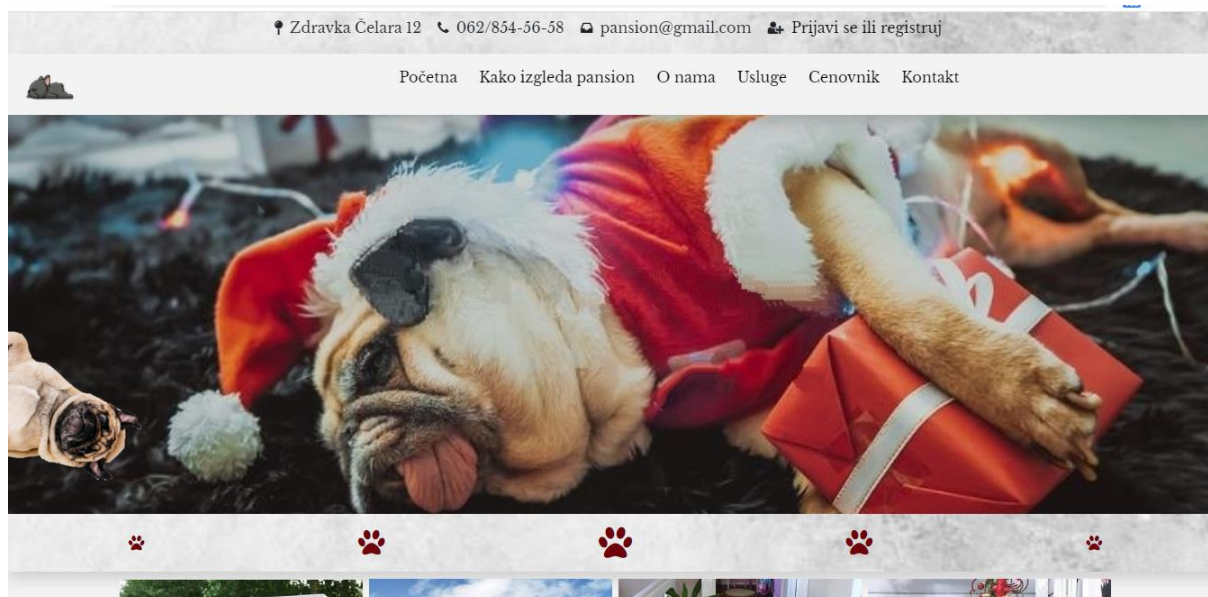 Zdravka Čelara 12 062/854-56-58 pansion@gmail.com Prijavi se ili registruj
Početna Kako izgleda pansion O nama Usluge Cenovnik Kontakt